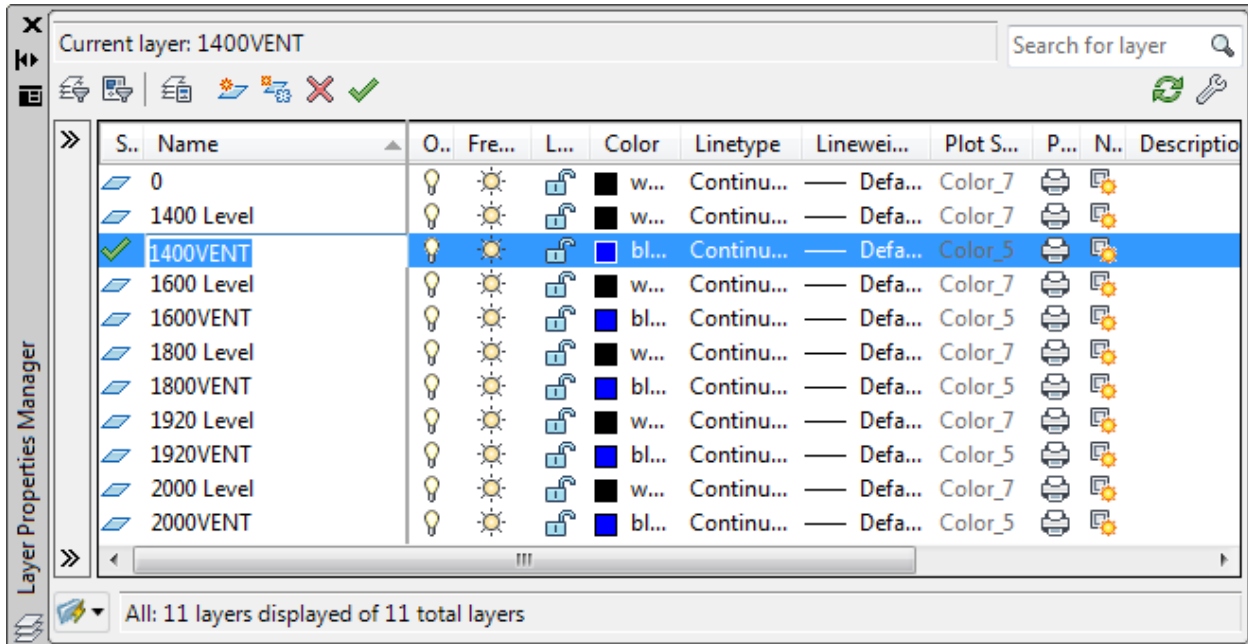 Current layer: 1400VENT
Search for layer
S.. Name O.. Fre... L... Color Linetype Linewei... Plot S... P... N.. Descriptio
0 w... Continu... Defa... Color_7
1400 Level w... Continu... Defa... Color_7
1400VENT bl... Continu... Defa... Color_5
1600 Level w... Continu... Defa... Color_7
1600VENT bl... Continu... Defa... Color_5
1800 Level w... Continu... Defa... Color_7
1800VENT bl... Continu... Defa... Color_5
1920 Level w... Continu... Defa... Color_7
1920VENT bl... Continu... Defa... Color_5
2000 Level w... Continu... Defa... Color_7
2000VENT bl... Continu... Defa... Color_5
All: 11 layers displayed of 11 total layers
Layer Properties Manager